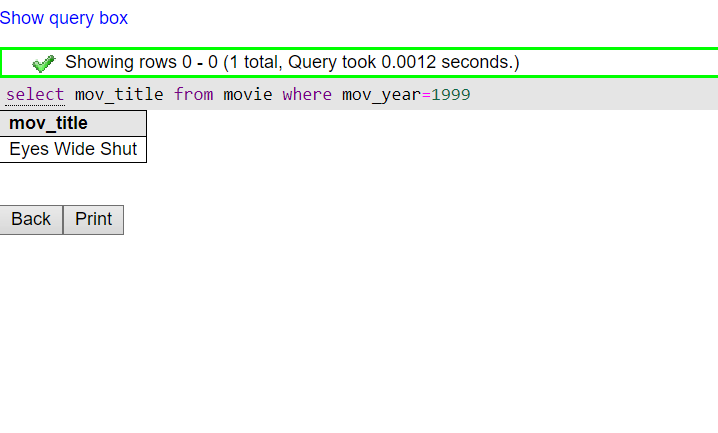 Show query box
Showing rows 0 - 0 (1 total, Query took 0.0012 seconds.)
select mov_title from movie where mov_year=1999
mov_title
Eyes Wide Shut
Back Print